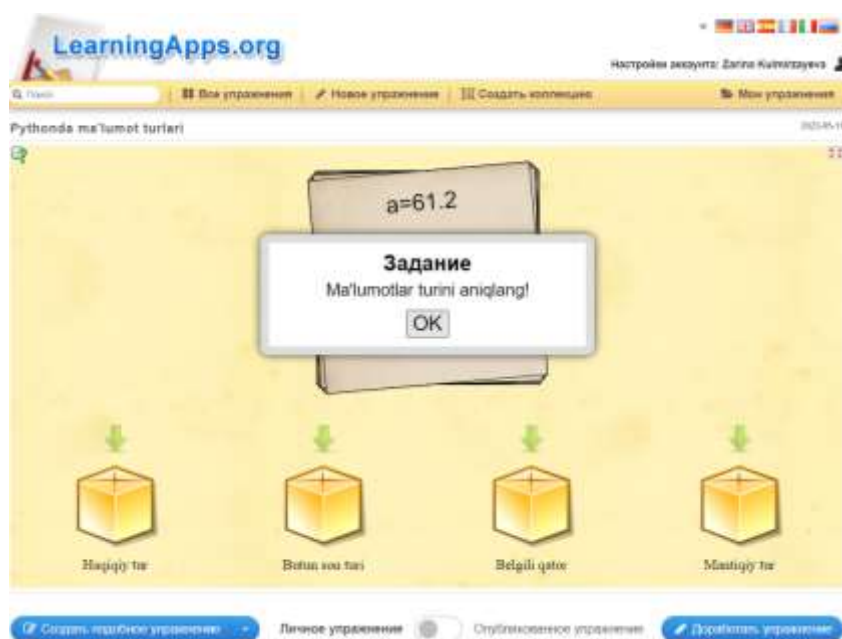 LearningApps.org
Настройки аккаунта: Zarina
Все упражнения
Новое упражнение
Создать коллекцию
Мои упражнения
Pythonda ma'lumot turlari
a=61.2
Задание
Ma'lumotlar turini aniqlang!
OK
Haqiqiy tur
Butun son turi
Belgili qator
Mantiqiy tur
Создать подобное упражнение
Личное упражнение
Опубликованное упражнение
Доработать упражнение